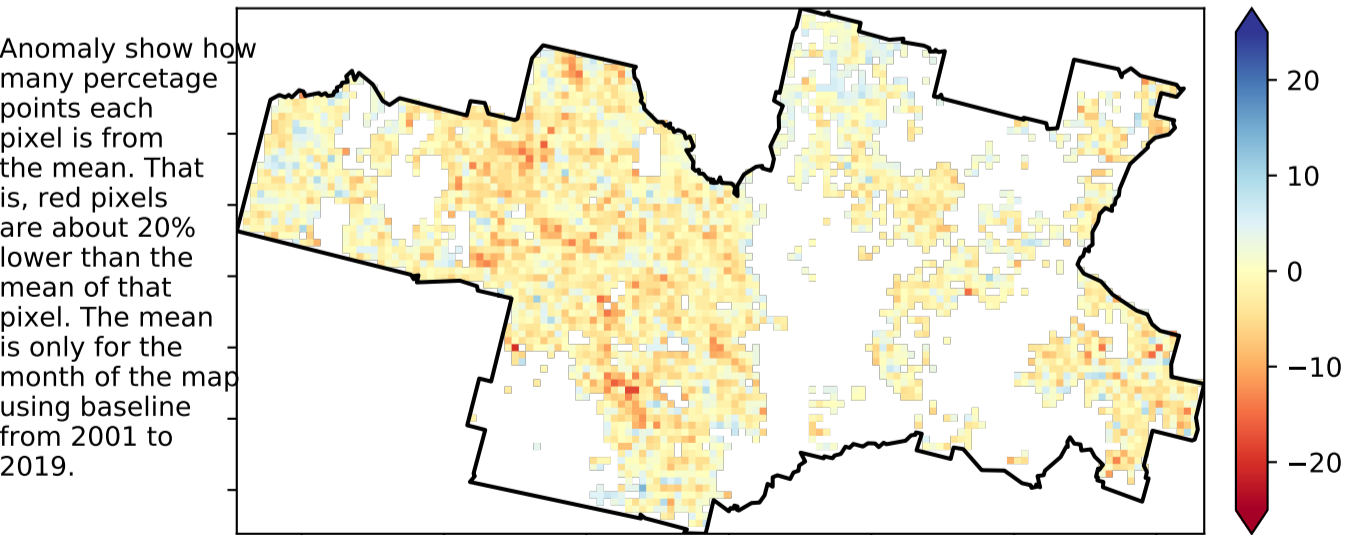 Anomaly show how
many percetage
points each
pixel is from
the mean. That
is, red pixels
are about 20%
lower than the
mean of that
pixel. The mean
is only for the
month of the map
using baseline
from 2001 to
2019.
20
10
0
−10
−20